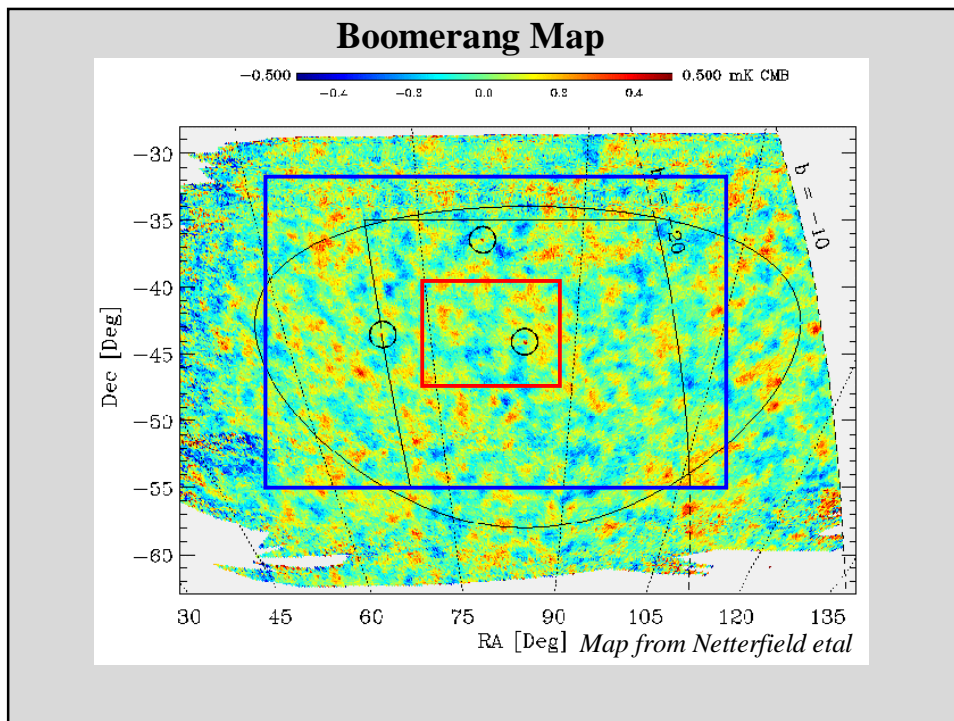 Boomerang Map
−0.500 0.500 mK CMB
−0.4 −0.2 0.0 0.2 0.4
−30
−35
−40
−45
−50
−55
−60
Dec [Deg]
b = −20
b = −10
30 45 60 75 90 105 120 135
RA [Deg] Map from Netterfield etal